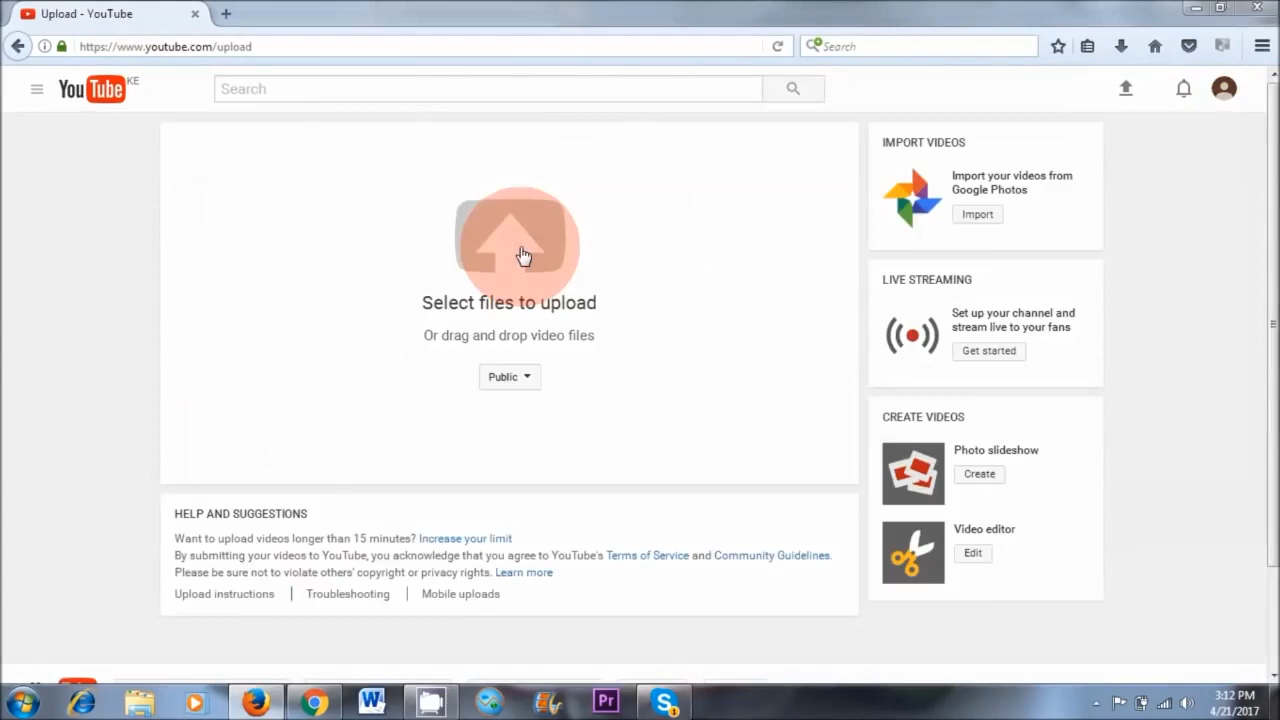 Upload - YouTube
https://www.youtube.com/upload
Search
YouTube KE
Search
Select files to upload
Or drag and drop video files
Public
IMPORT VIDEOS
Import your videos from
Google Photos
Import
LIVE STREAMING
Set up your channel and
stream live to your fans
Get started
CREATE VIDEOS
Photo slideshow
Create
Video editor
Edit
HELP AND SUGGESTIONS
Want to upload videos longer than 15 minutes? Increase your limit
By submitting your videos to YouTube, you acknowledge that you agree to YouTube's Terms of Service and Community Guidelines.
Please be sure not to violate others' copyright or privacy rights. Learn more
Upload instructions | Troubleshooting | Mobile uploads
W
Pr
S
1
3:12 PM
4/21/2017